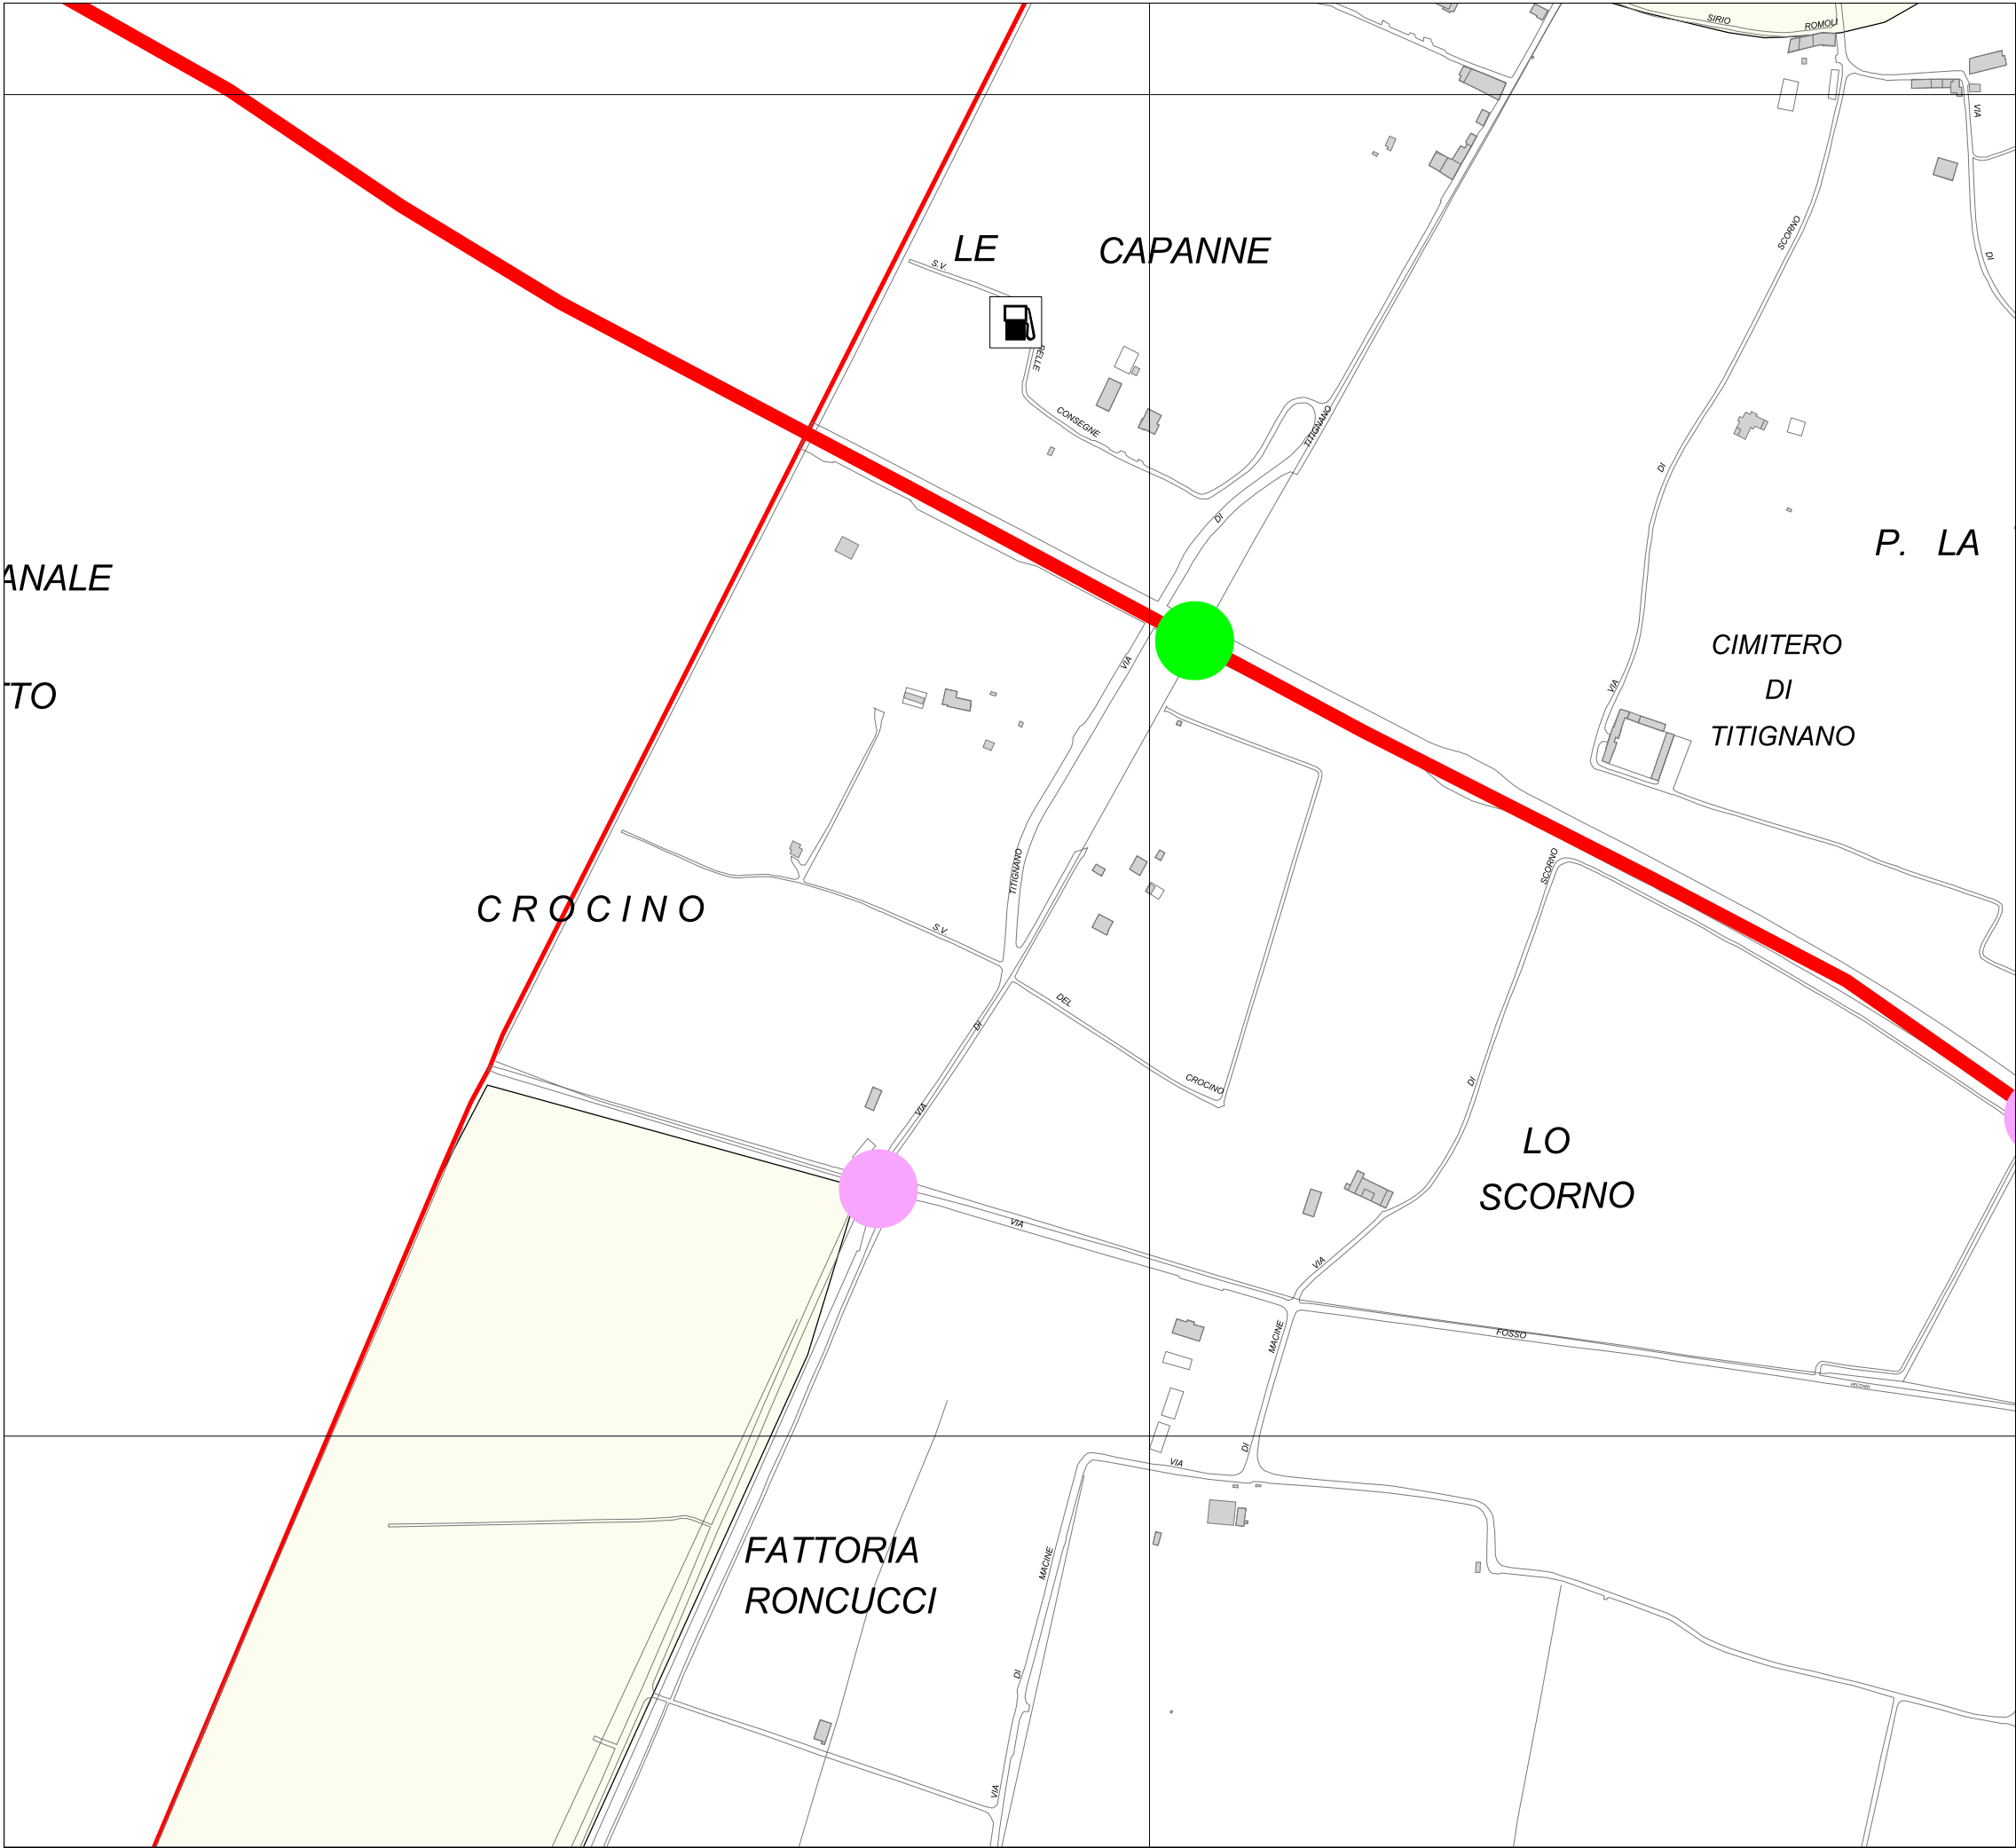 SIRIO ROMOLI
VIA
DI
SCORNO
DI
VIA
LE CAPANNE
S.V.
CONSEGNE
TITIGNANO
DI
VIA
TITIGNANO
DI
VIA
ANALE
TTO
P. LA
CIMITERO
DI
TITIGNANO
CROCINO
S.V.
DEL
CROCINO
SCORNO
DI
VIA
LO
SCORNO
VIA
FOSSO
VECCHIO
MACINE
DI
VIA
MACINE
DI
VIA
FATTORIA
RONCUCCI